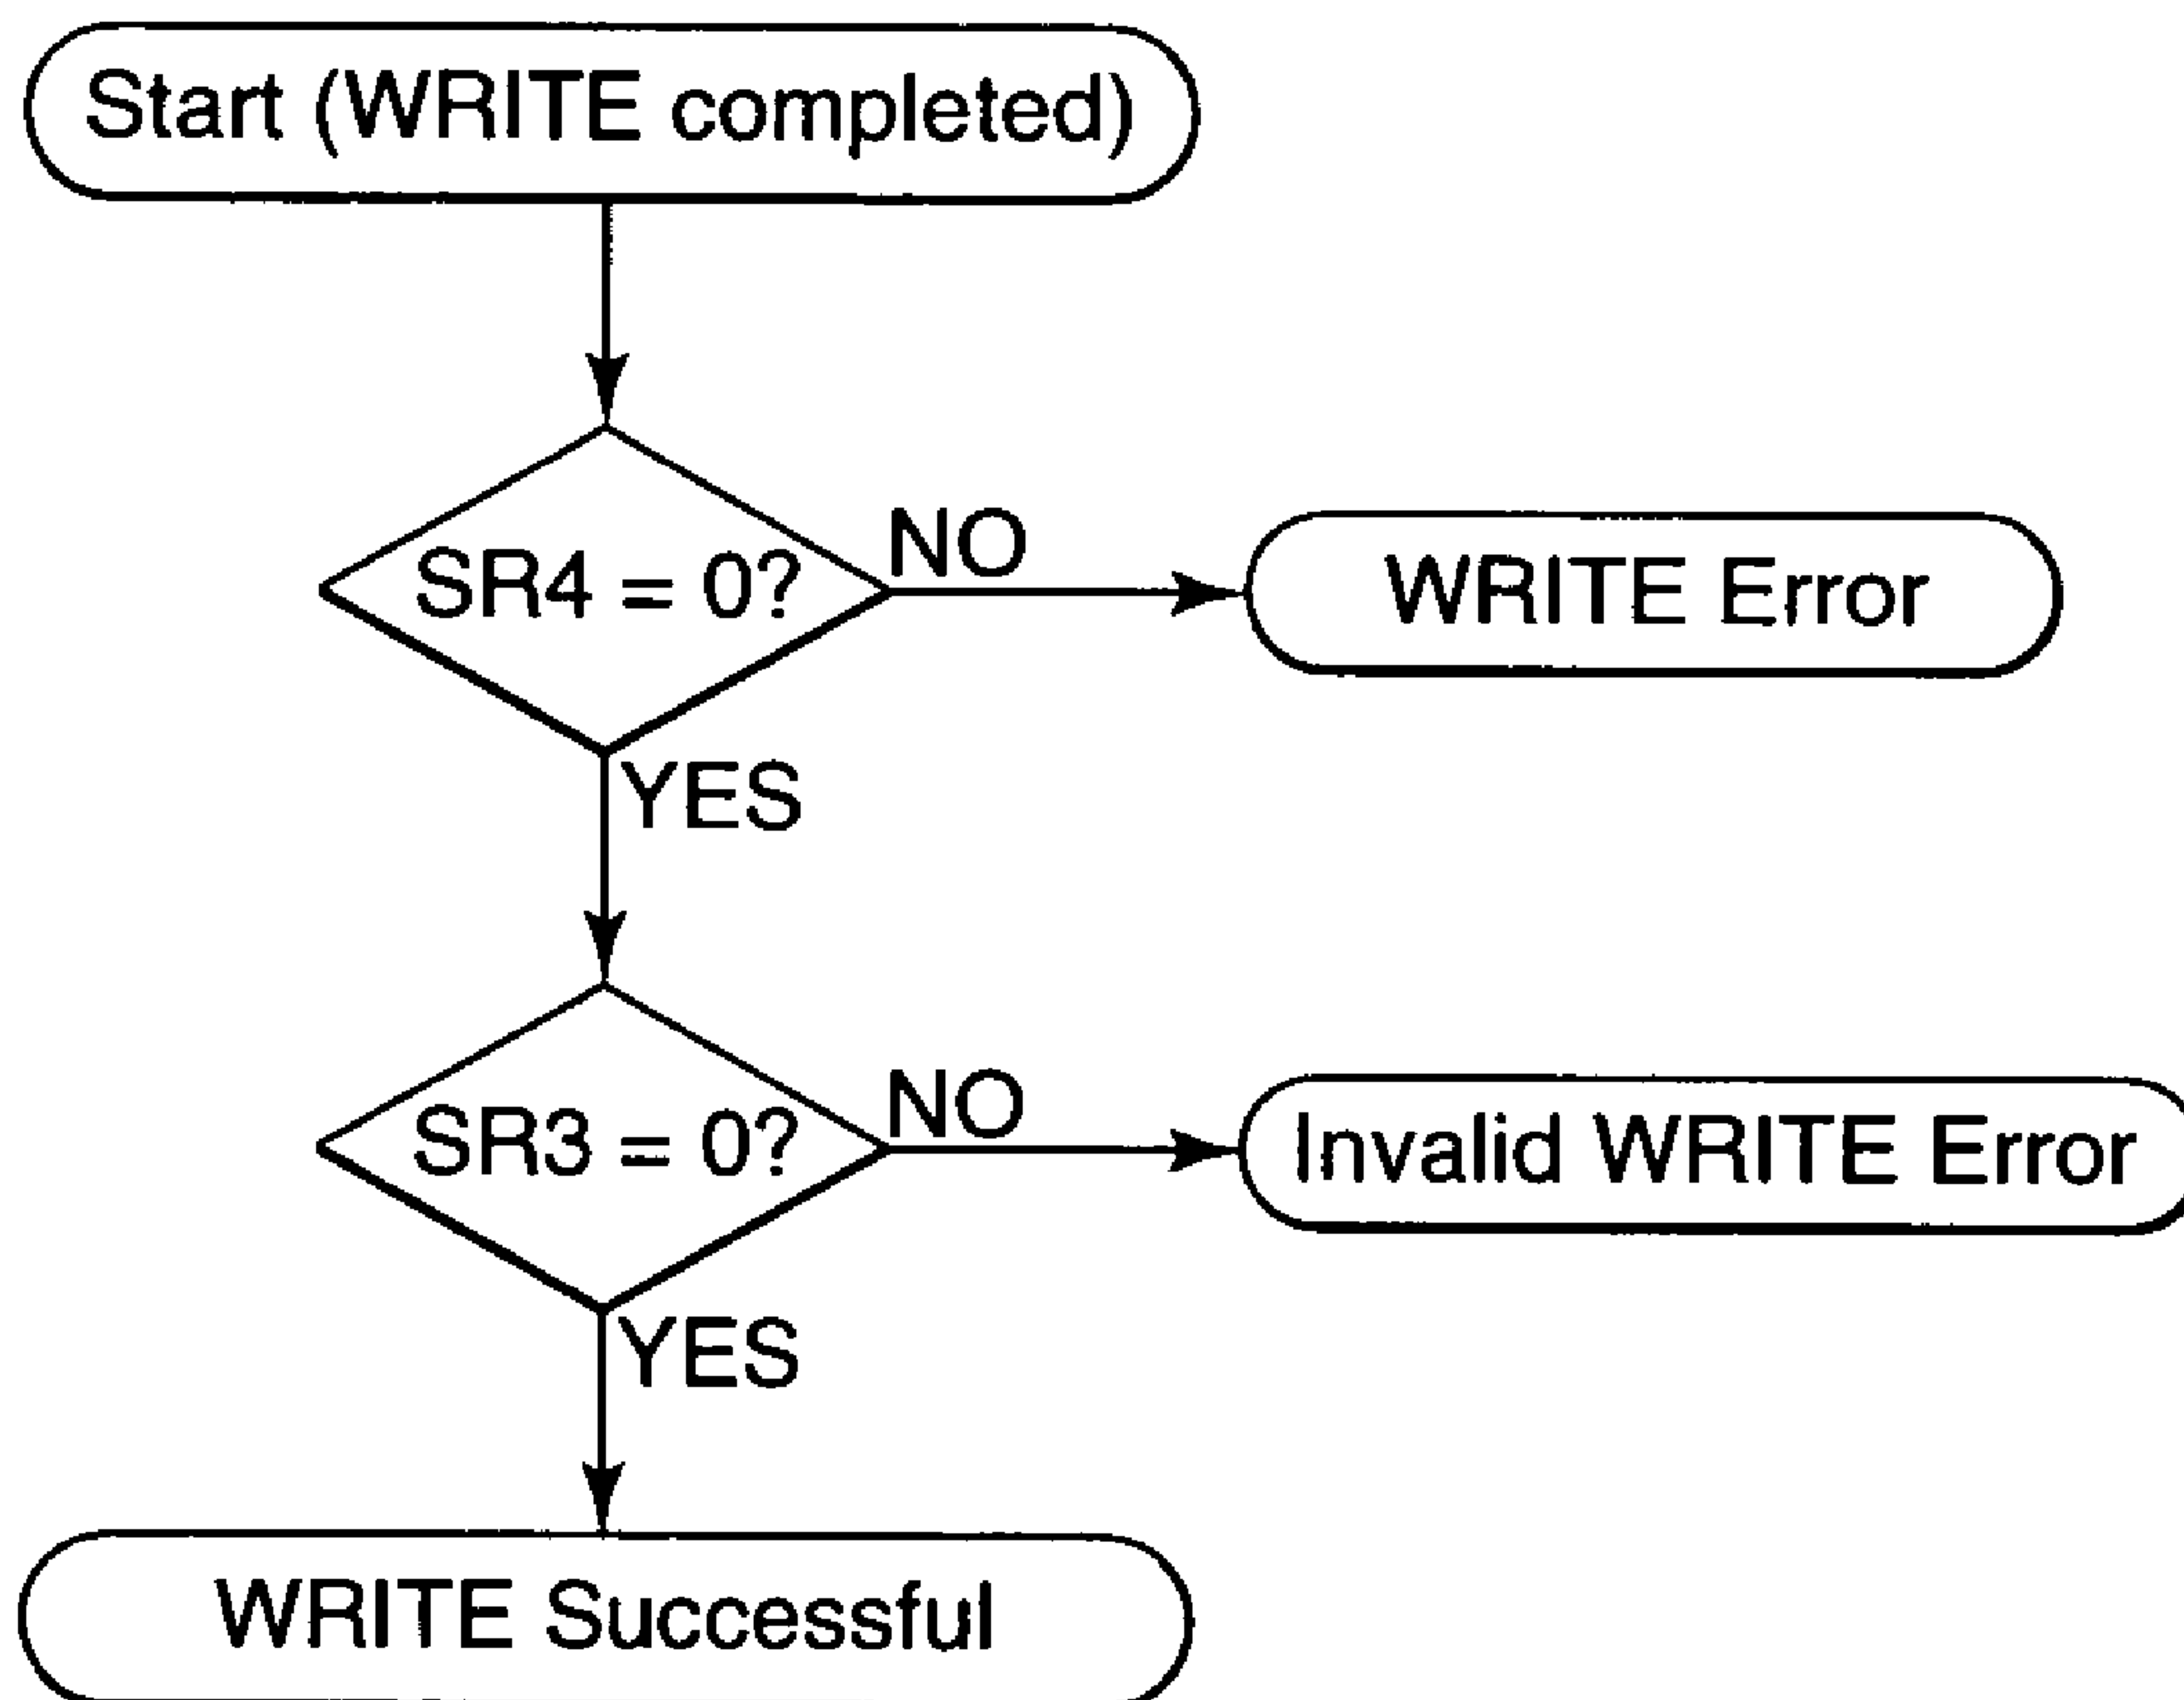 Start (WRITE completed)
SR4 = 0?
NO
WRITE Error
YES
SR3 = 0?
NO
Invalid WRITE Error
YES
WRITE Successful